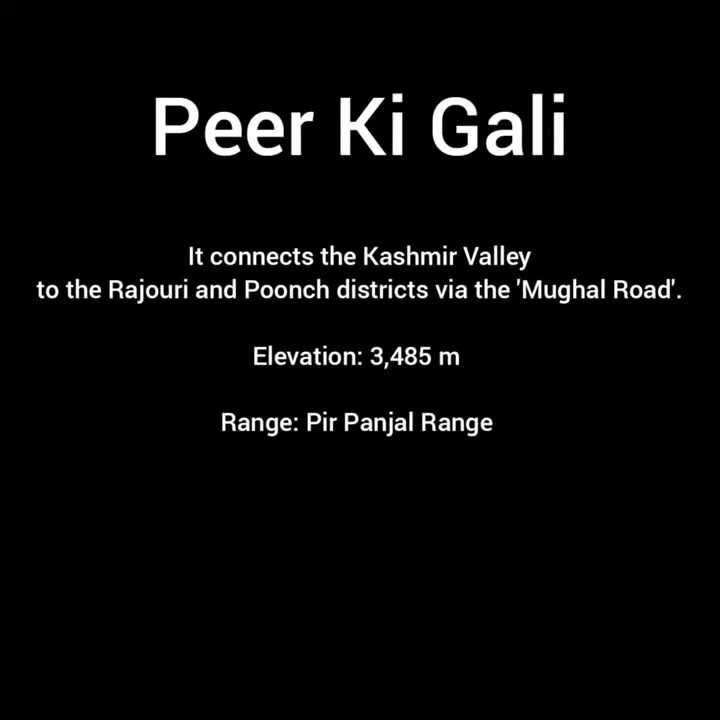 Peer Ki Gali
It connects the Kashmir Valley
to the Rajouri and Poonch districts via the 'Mughal Road'.
Elevation: 3,485 m
Range: Pir Panjal Range